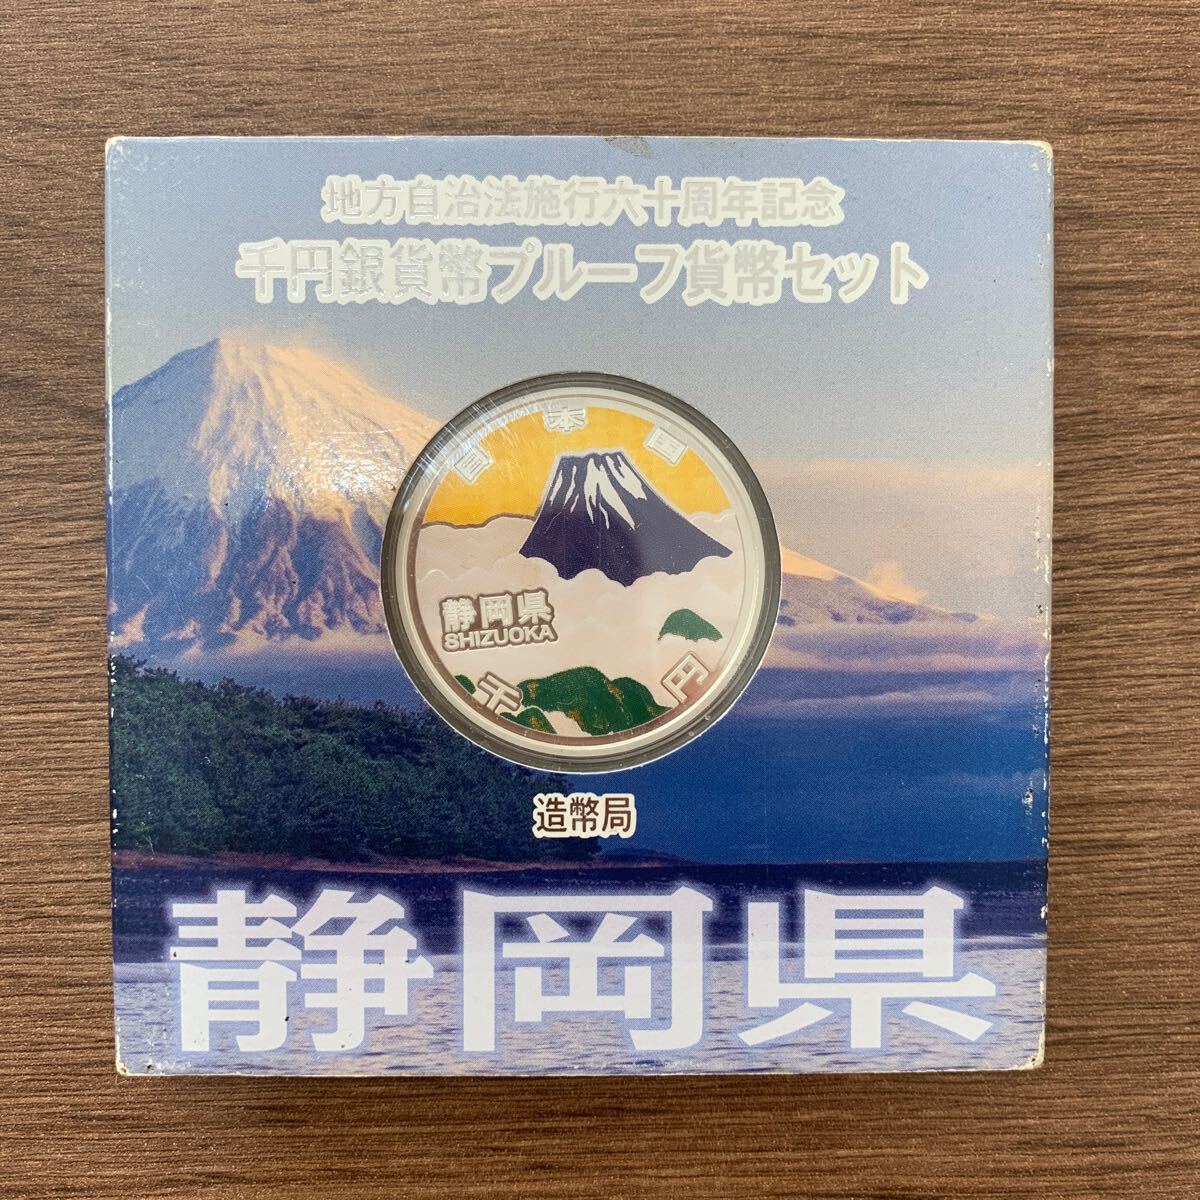 地方自治法施行六十周年記念
千円銀貨幣プルーフ貨幣セット
日本国
静岡県
SHIZUOKA
千円
造幣局
静岡県